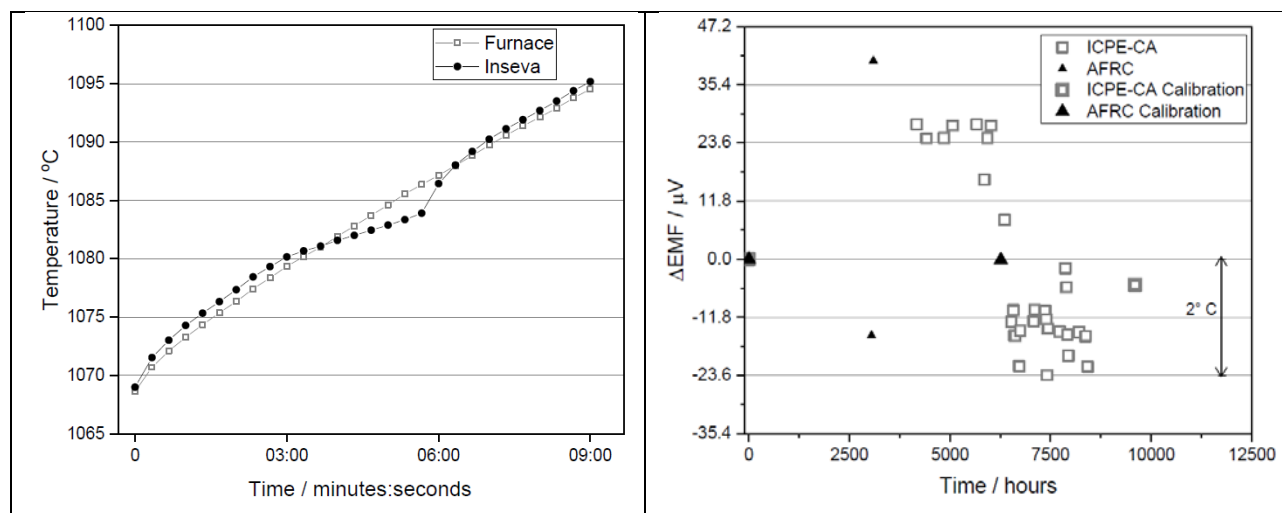 1100
1095
1090
1085
1080
1075
1070
1065
Temperature / ºC
Furnace
Inseva
0
03:00
06:00
09:00
Time / minutes:seconds
47.2
35.4
23.6
11.8
0.0
-11.8
-23.6
-35.4
ΔEMF / μV
ICPE-CA
AFRC
ICPE-CA Calibration
AFRC Calibration
2° C
0
2500
5000
7500
10000
12500
Time / hours